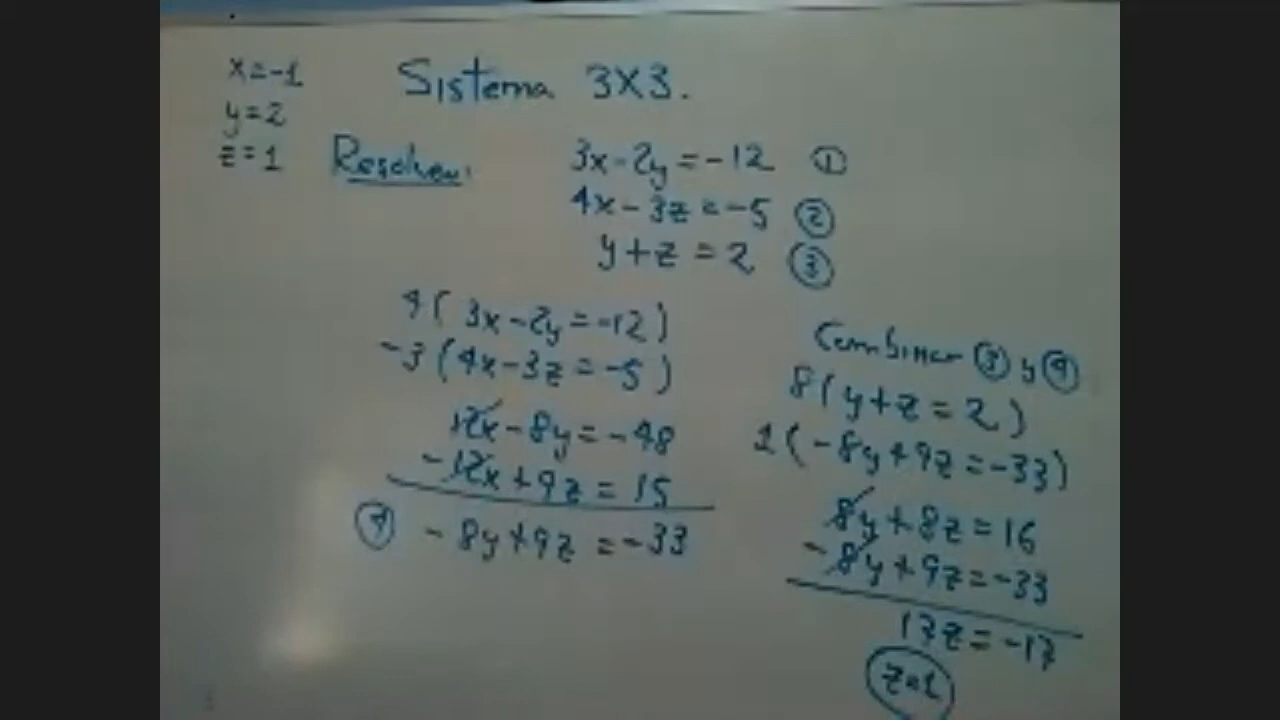 x=-1
y=2
z=1
Sistema 3X3.
Resolver:
3x-2y=-12 ①
4x-3z=-5 ②
y+z=2 ③
4(3x-2y=-12)
-3(4x-3z=-5)
12x-8y=-48
-12x+9z=15
④ -8y+9z=-33
Combinar ③ y ④
8(y+z=2)
1(-8y+9z=-33)
8y+8z=16
-8y+9z=-33
17z=-17
z=1